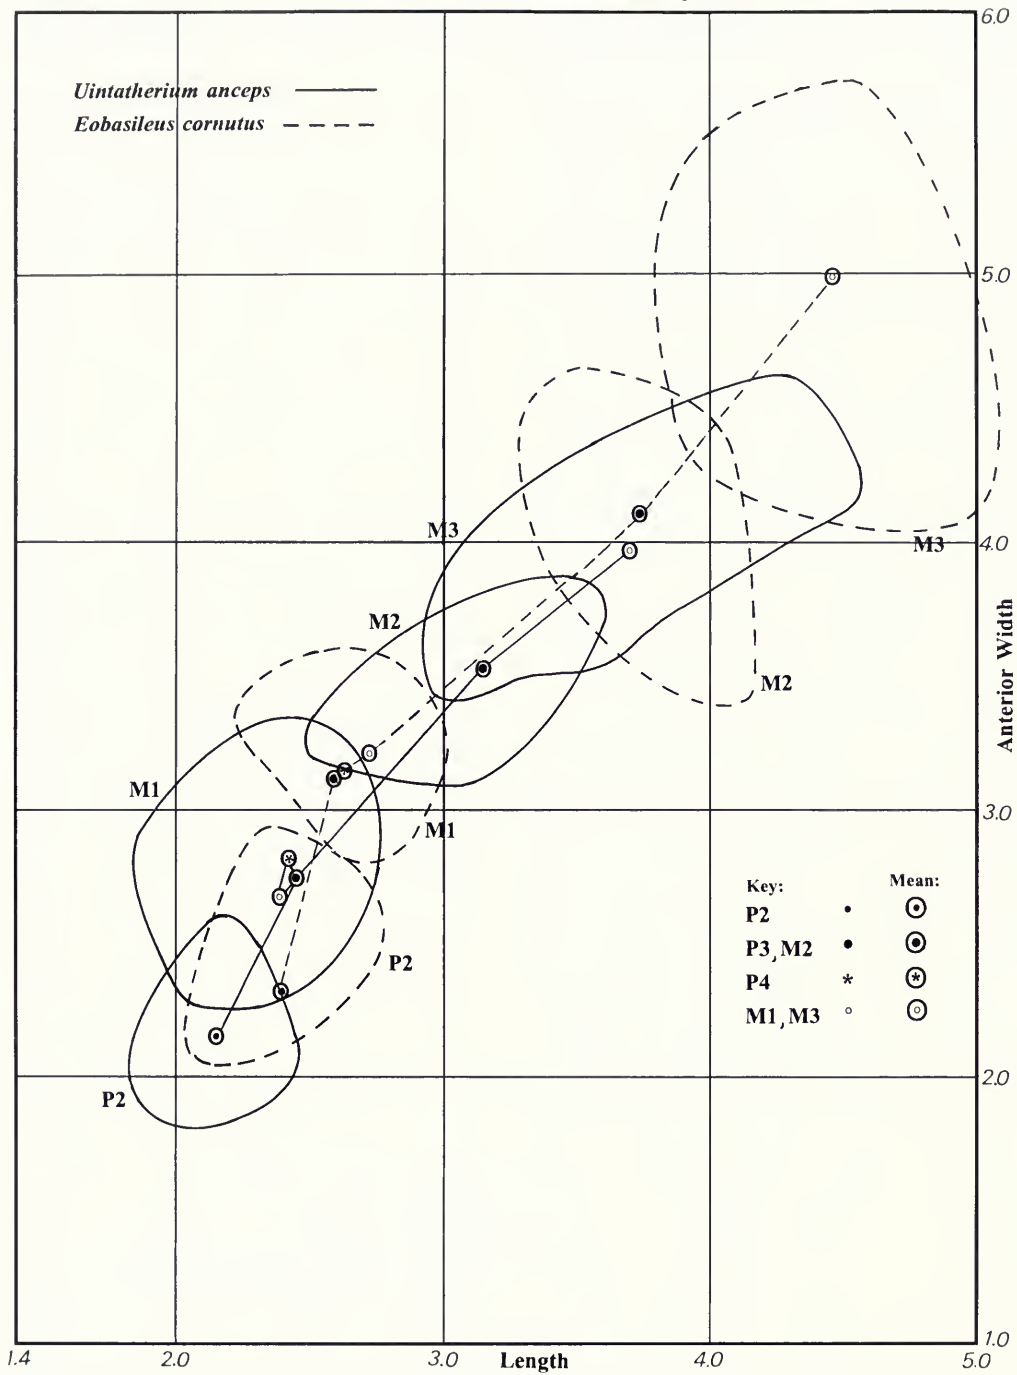 6.0
Uintatherium anceps
Eobasileus cornutus
5.0
M3
M3
4.0
M2
M2
Anterior Width
M1
M1
3.0
Key:
Mean:
P2
P3, M2
P4
*
M1, M3
P2
P2
2.0
1.0
1.4
2.0
3.0
Length
4.0
5.0